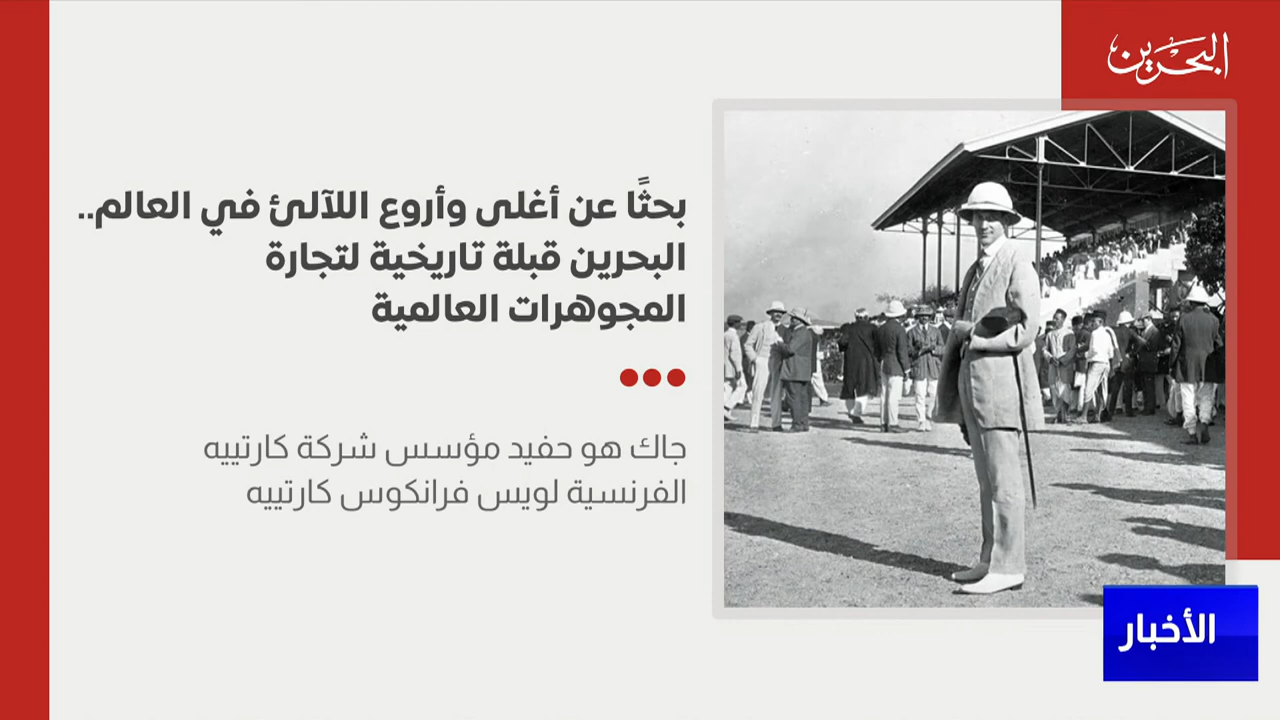 البحرين
بحثًا عن أغلى وأروع اللآلئ في العالم..
البحرين قبلة تاريخية لتجارة
المجوهرات العالمية
جاك هو حفيد مؤسس شركة كارتييه
الفرنسية لويس فرانكوس كارتييه
الأخبار